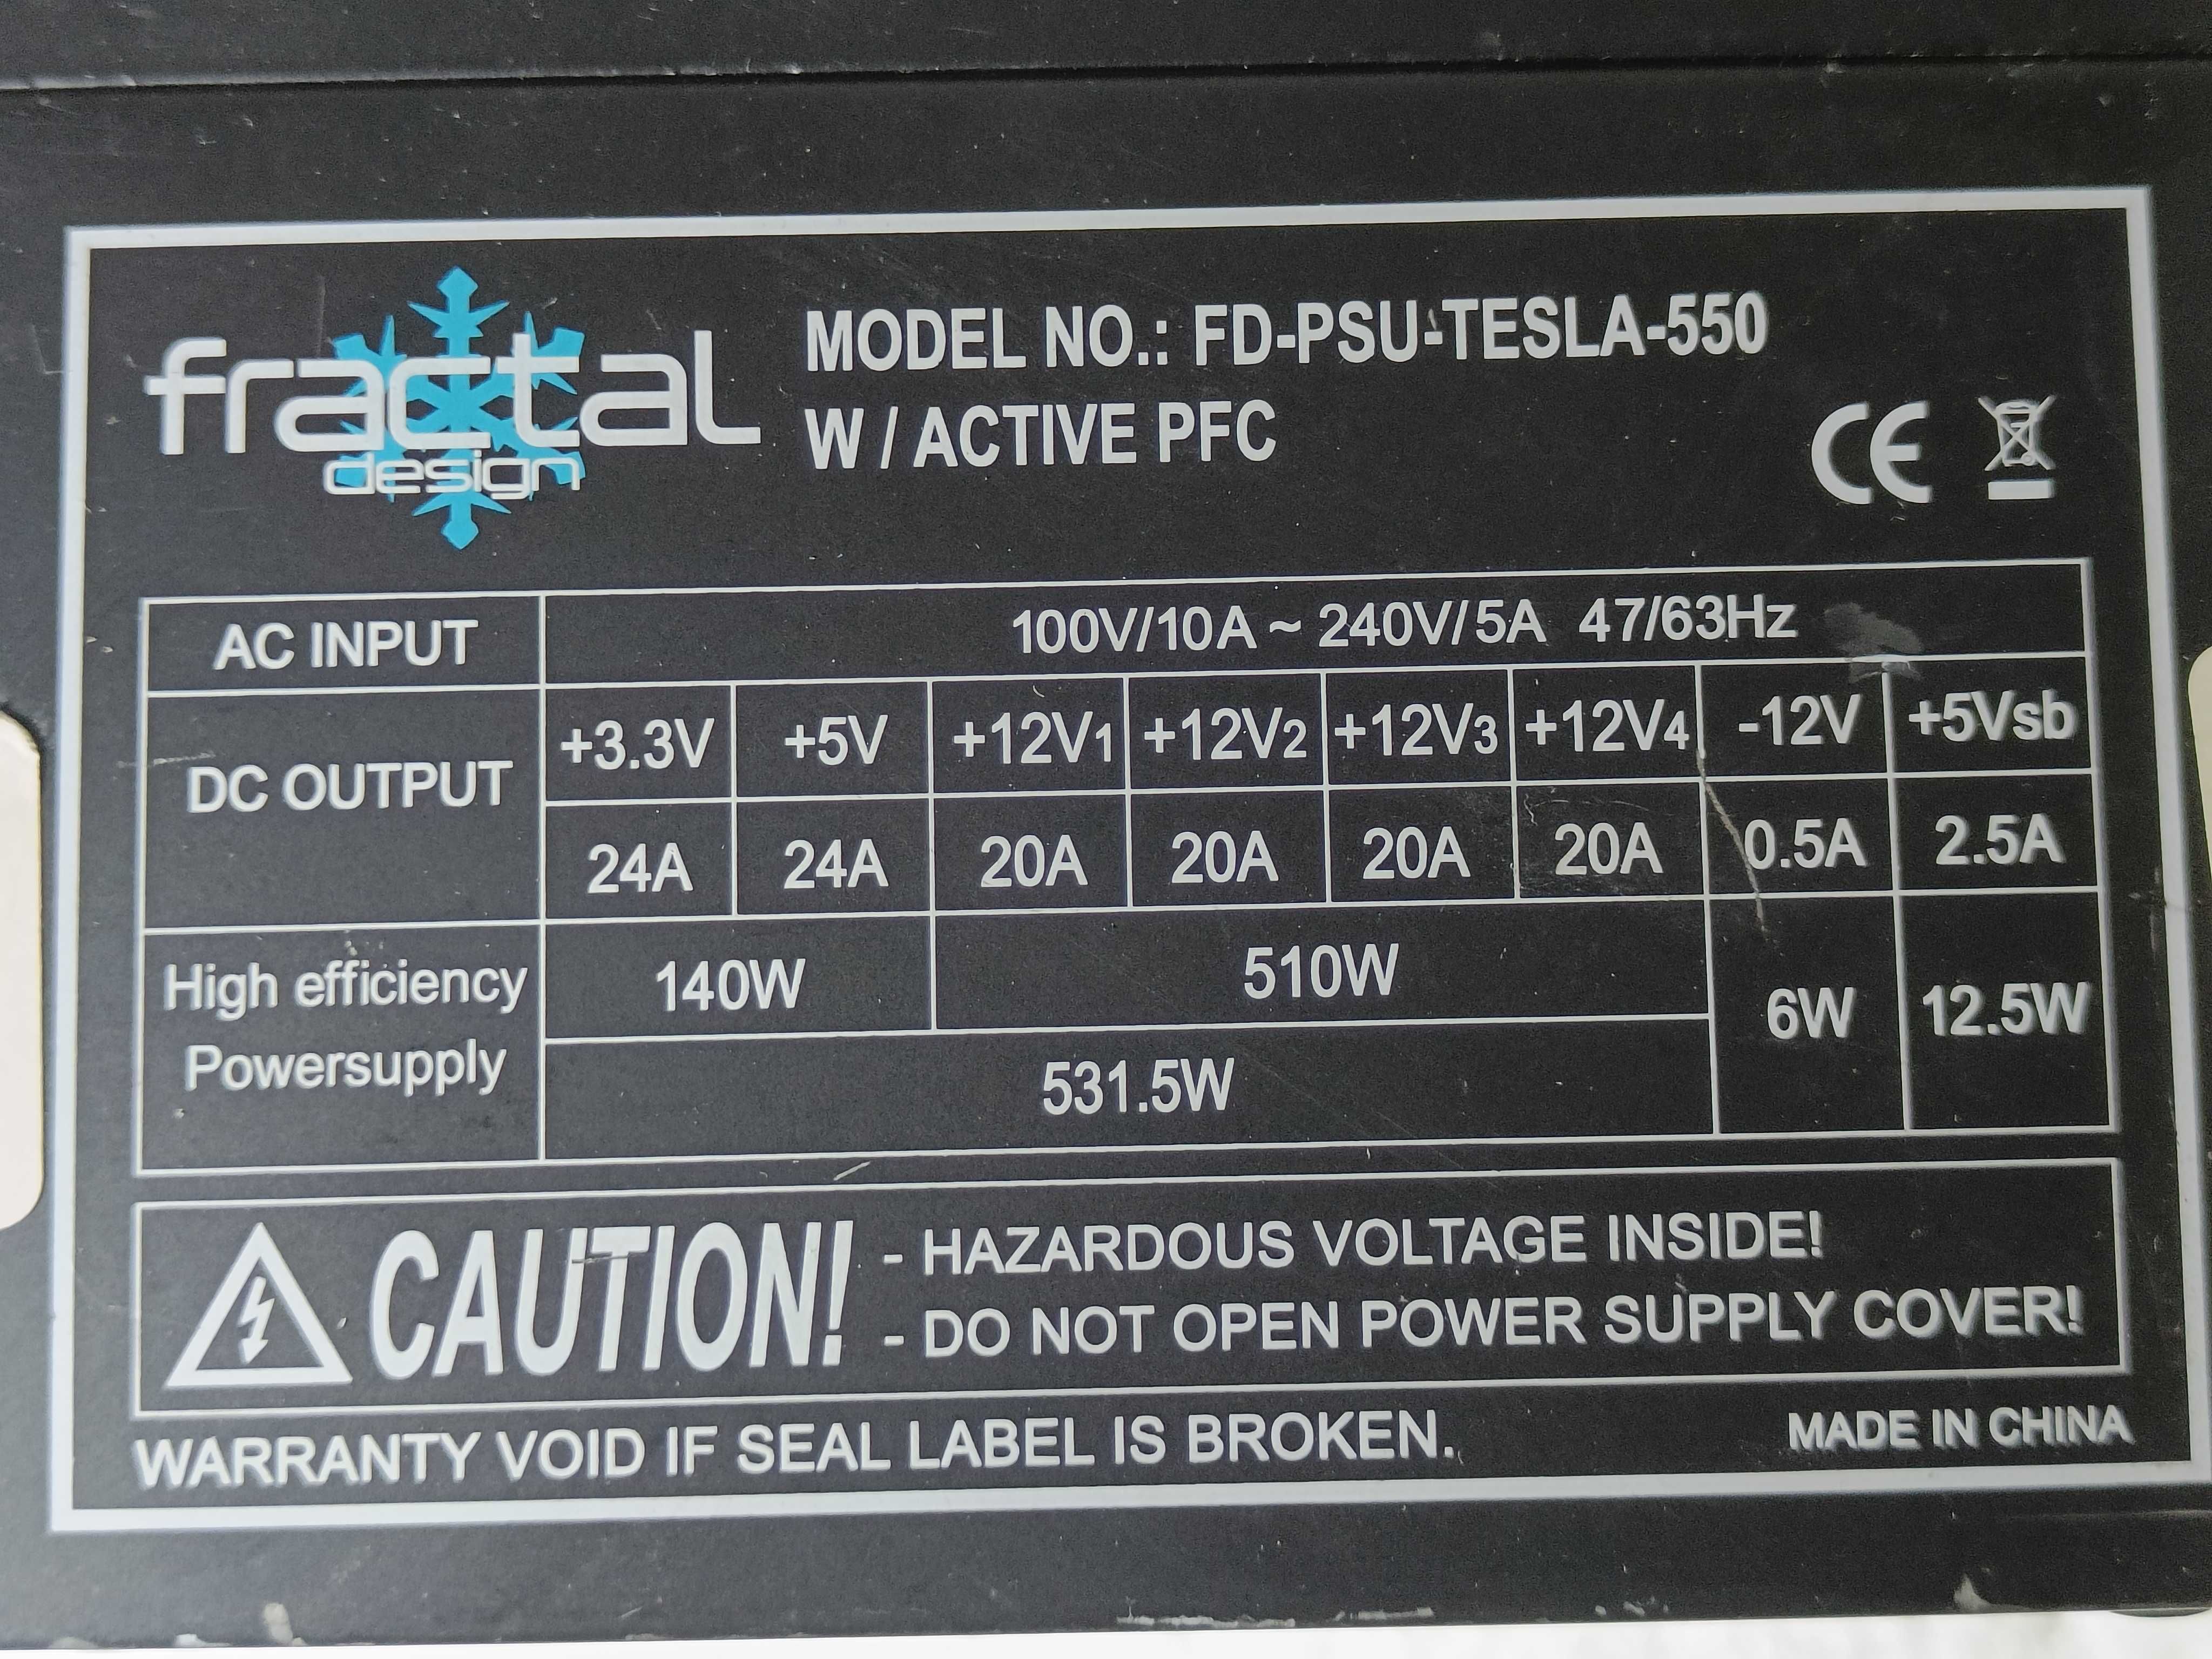 fractal
design
MODEL NO.: FD-PSU-TESLA-550
W / ACTIVE PFC
CE
AC INPUT 100V/10A ~ 240V/5A 47/63Hz
DC OUTPUT
+3.3V +5V +12V1 +12V2 +12V3 +12V4 -12V +5Vsb
24A 24A 20A 20A 20A 20A 0.5A 2.5A
High efficiency
Powersupply
140W 510W 6W 12.5W
531.5W
CAUTION!
- HAZARDOUS VOLTAGE INSIDE!
- DO NOT OPEN POWER SUPPLY COVER!
WARRANTY VOID IF SEAL LABEL IS BROKEN.
MADE IN CHINA